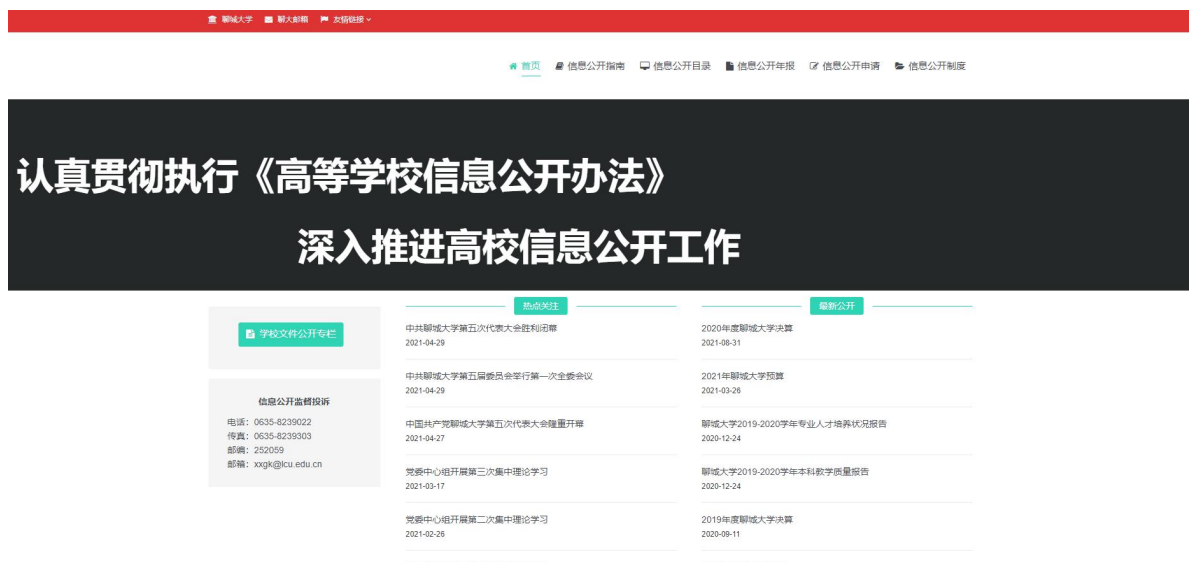 聊城大学 聊大邮箱 友情链接
首页 信息公开指南 信息公开目录 信息公开年报 信息公开申请 信息公开制度
认真贯彻执行《高等学校信息公开办法》
深入推进高校信息公开工作
学校文件公开专栏
信息公开监督投诉
电话：0635-8239022
传真：0635-8239303
邮编：252059
邮箱：xxgk@lcu.edu.cn
热点关注
中共聊城大学第五次代表大会胜利闭幕
2021-04-29
中共聊城大学第五届委员会举行第一次全委会议
2021-04-29
中国共产党聊城大学第五次代表大会隆重开幕
2021-04-27
党委中心组开展第三次集中理论学习
2021-03-17
党委中心组开展第二次集中理论学习
2021-02-26
最新公开
2020年度聊城大学决算
2021-08-31
2021年聊城大学预算
2021-03-26
聊城大学2019-2020学年专业人才培养状况报告
2020-12-24
聊城大学2019-2020学年本科教学质量报告
2020-12-24
2019年度聊城大学决算
2020-09-11